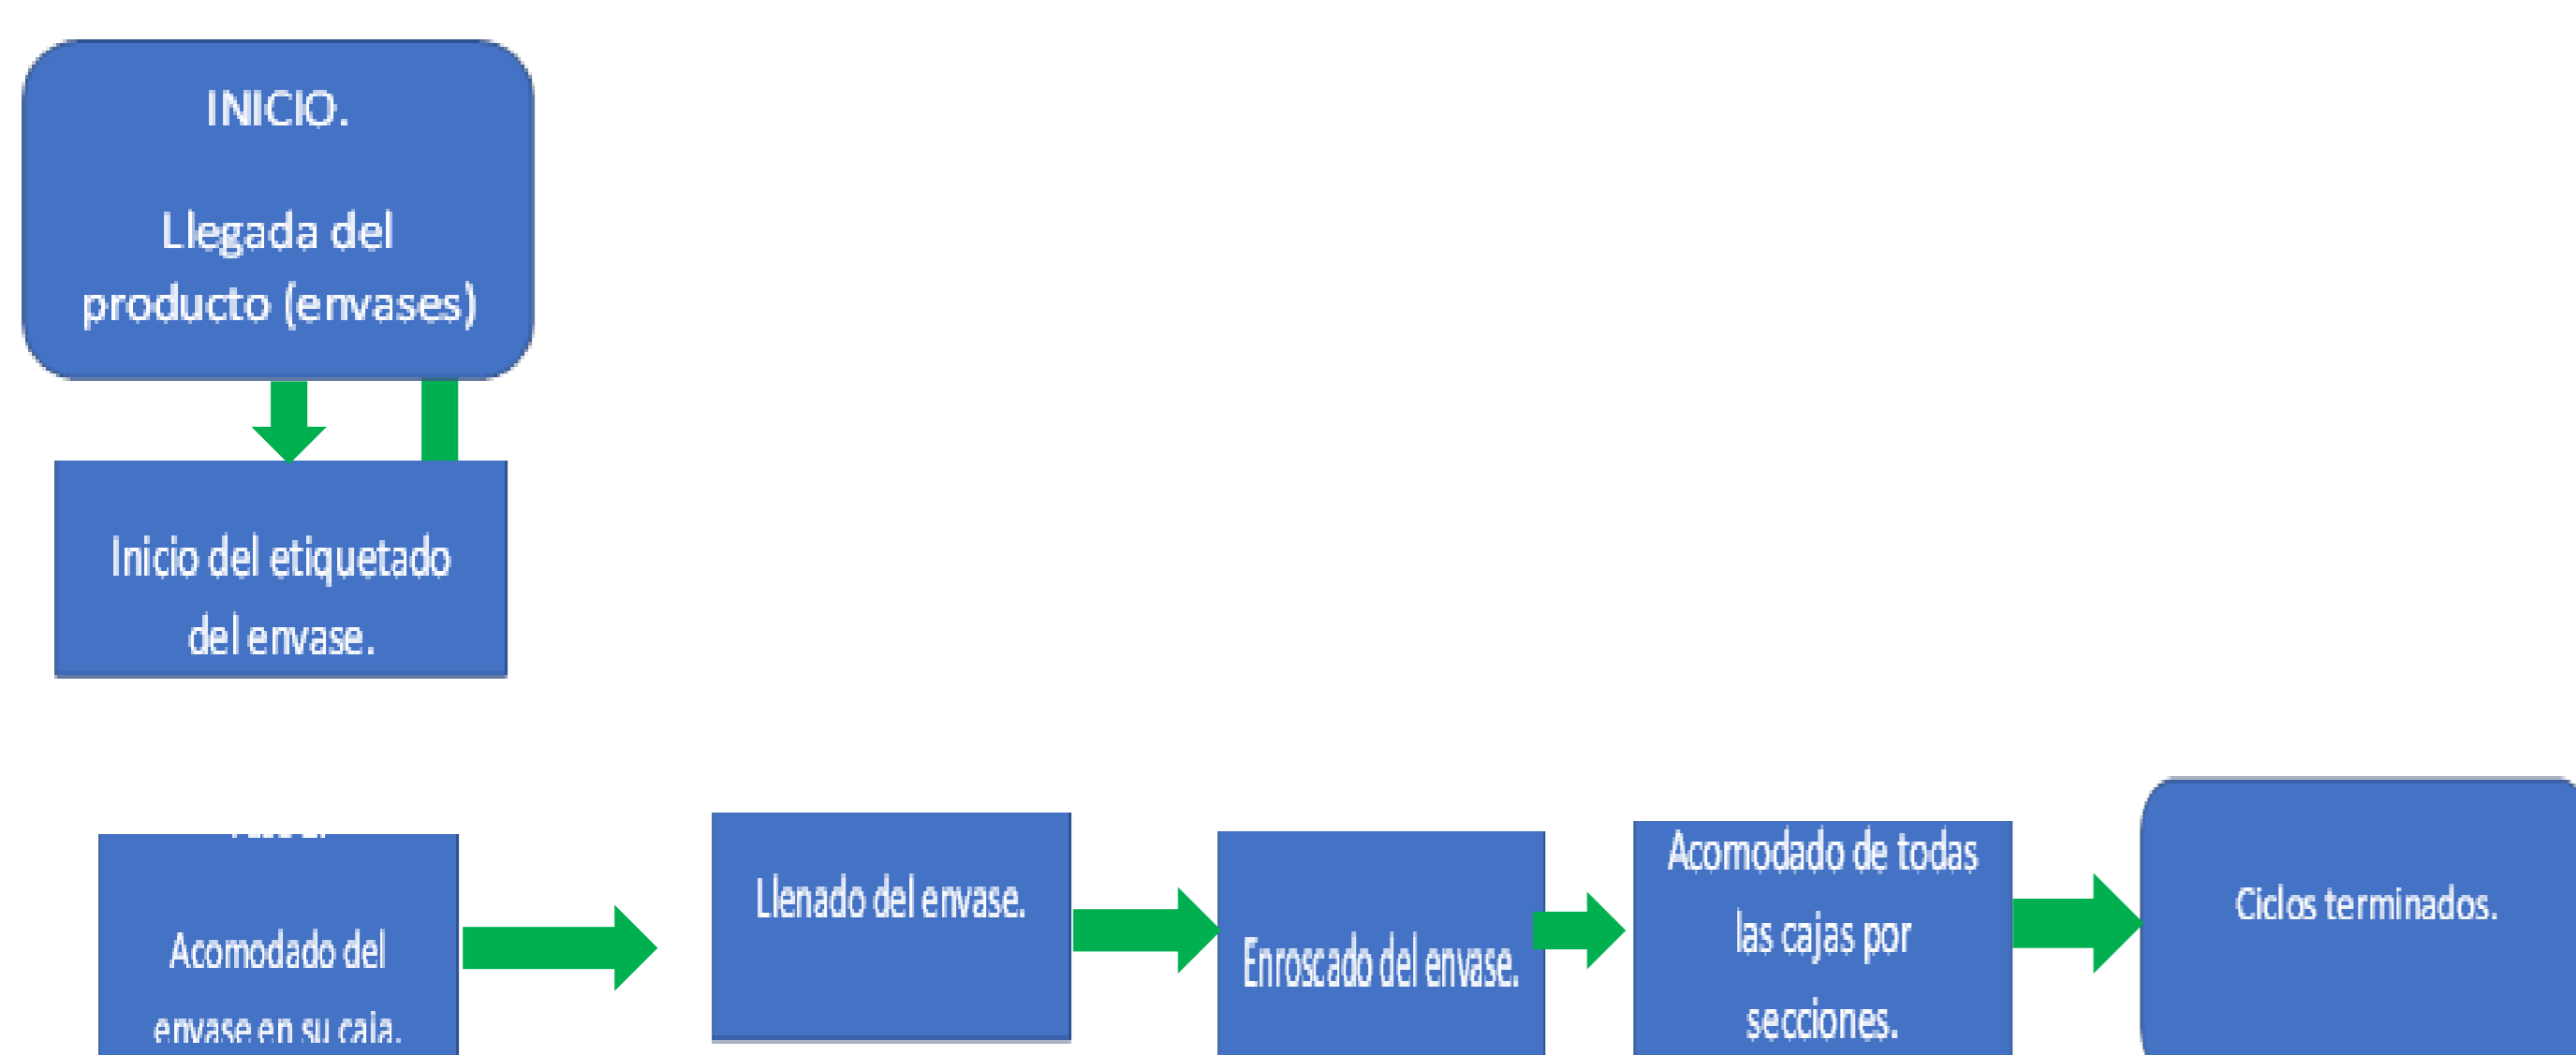 INICIO.
Llegada del
producto (envases)
Inicio del etiquetado
del envase.
Acomodado del
envase en su caja.
Llenado del envase.
Enroscado del envase.
Acomodado de todas
las cajas por
secciones.
Ciclos terminados.